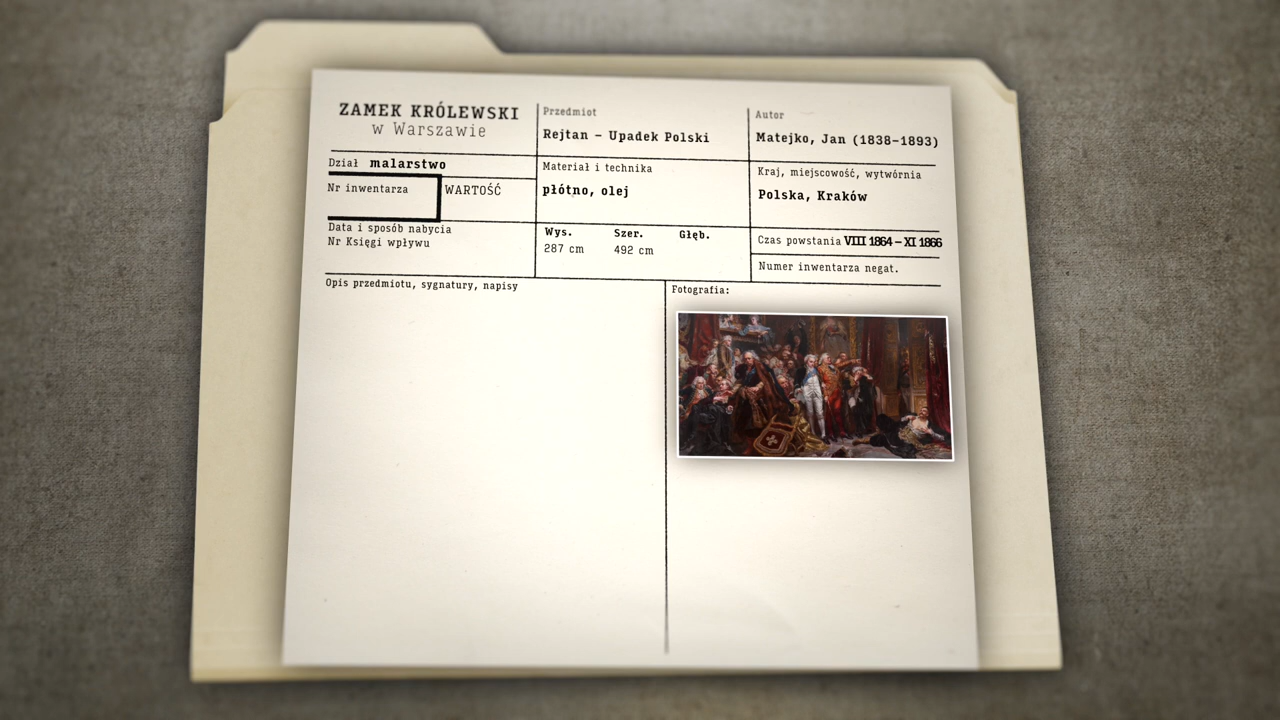 ZAMEK KRÓLEWSKI
w Warszawie
Przedmiot
Rejtan – Upadek Polski
Autor
Matejko, Jan (1838-1893)
Dział malarstwo
Materiał i technika
płótno, olej
Kraj, miejscowość, wytwórnia
Polska, Kraków
Nr inwentarza
WARTOŚĆ
Data i sposób nabycia
Nr Księgi wpływu
Wys. Szer. Głęb.
287 cm 492 cm
Czas powstania VIII 1864 – XI 1866
Numer inwentarza negat.
Opis przedmiotu, sygnatury, napisy
Fotografia: